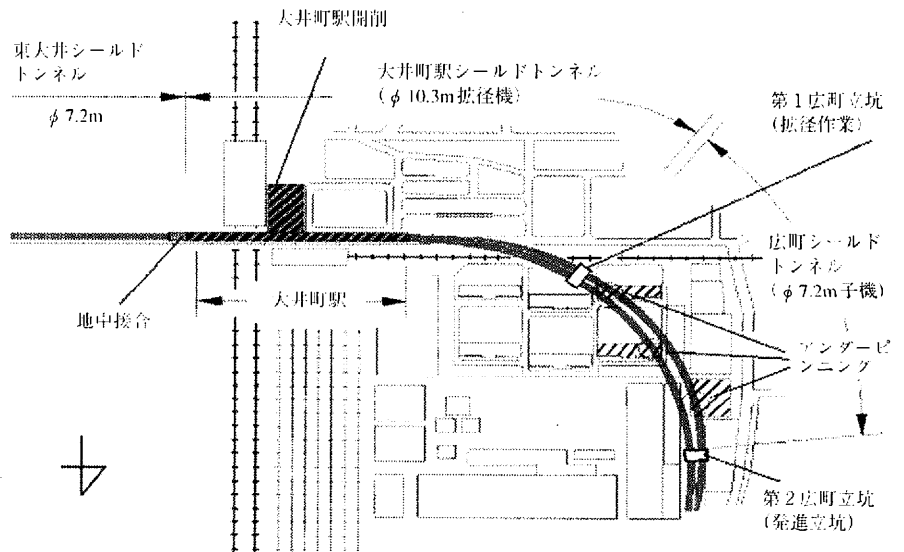 大井町駅開削
東大井シールド
トンネル
φ7.2m
大井町駅シールドトンネル
(φ10.3m拡径機)
第1広町立坑
(拡径作業)
広町シールド
トンネル
(φ7.2m子機)
大井町駅
地中接合
アンダーピ
ンニング
第2広町立坑
(発進立坑)